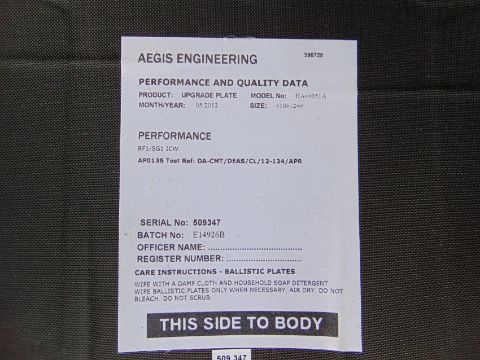 AEGIS ENGINEERING 398728
PERFORMANCE AND QUALITY DATA
PRODUCT: UPGRADE PLATE MODEL No:
MONTH/YEAR: 05/2012 SIZE:
PERFORMANCE
RF1/SG1 ICW:
AP0136 Test Ref: DA-CMT/DEAS/CL/12-134/APR
SERIAL No: 509347
BATCH No: E14926B
OFFICER NAME:.................................
REGISTER NUMBER:..........................
CARE INSTRUCTIONS - BALLISTIC PLATES
WIPE WITH A DAMP CLOTH AND HOUSEHOLD SOAP DETERGENT.
WIPE BALLISTIC PLATES ONLY WHEN NECESSARY. AIR DRY. DO NOT
BLEACH. DO NOT SCRUB.
THIS SIDE TO BODY
509 347